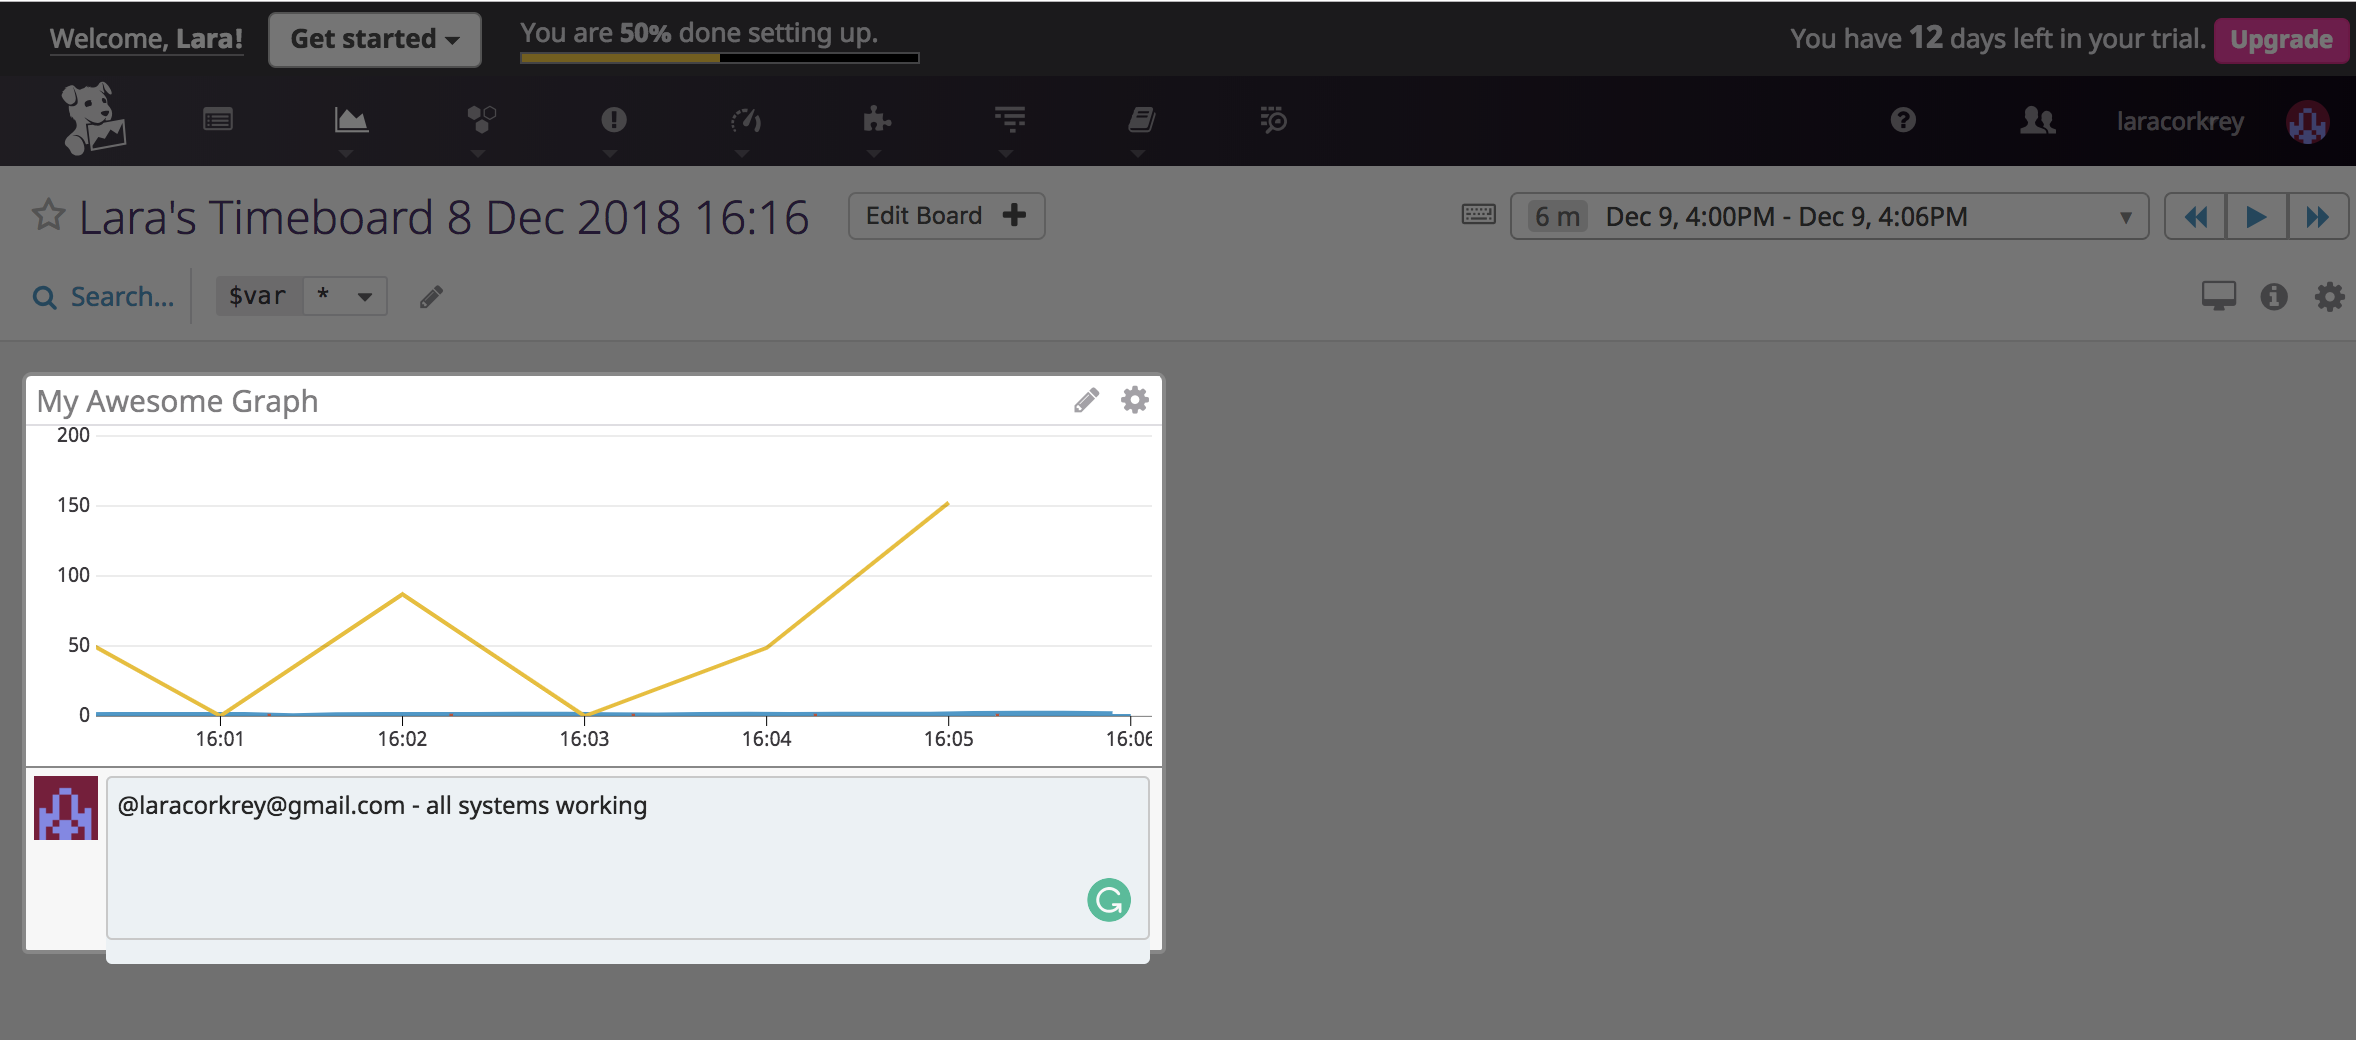 Welcome, Lara!
Get started
You are 50% done setting up.
You have 12 days left in your trial.
Upgrade
laracorkrey
Lara's Timeboard 8 Dec 2018 16:16
Edit Board
6 m
Dec 9, 4:00PM - Dec 9, 4:06PM
Search...
$var
*
My Awesome Graph
200
150
100
50
0
16:01
16:02
16:03
16:04
16:05
16:06
@laracorkrey@gmail.com - all systems working